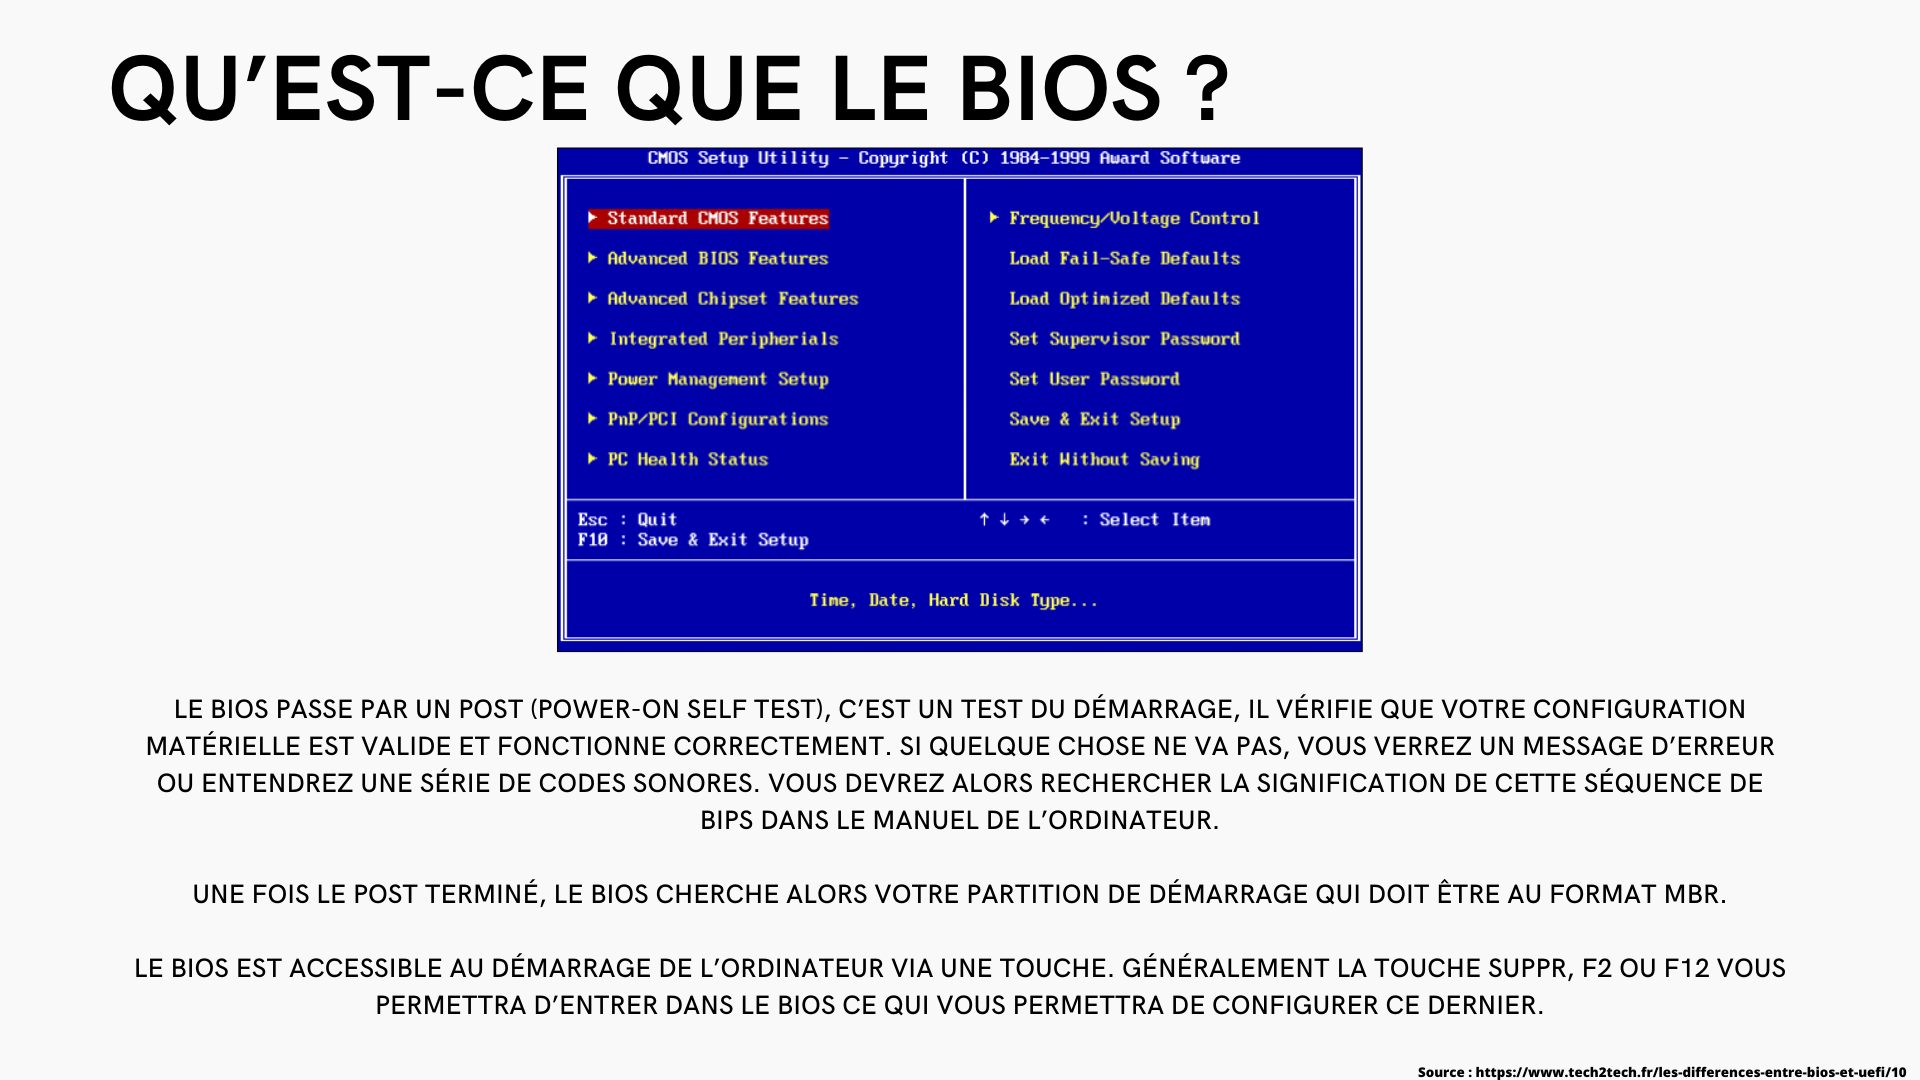 QU’EST-CE QUE LE BIOS ?
CMOS Setup Utility – Copyright (C) 1984–1999 Award Software
▶ Standard CMOS Features
▶ Advanced BIOS Features
▶ Advanced Chipset Features
▶ Integrated Peripherials
▶ Power Management Setup
▶ PnP/PCI Configurations
▶ PC Health Status
▶ Frequency/Voltage Control
Load Fail–Safe Defaults
Load Optimized Defaults
Set Supervisor Password
Set User Password
Save & Exit Setup
Exit Without Saving
Esc : Quit
F10 : Save & Exit Setup
↑ ↓ → ← : Select Item
Time, Date, Hard Disk Type...
LE BIOS PASSE PAR UN POST (POWER-ON SELF TEST), C’EST UN TEST DU DÉMARRAGE, IL VÉRIFIE QUE VOTRE CONFIGURATION
MATÉRIELLE EST VALIDE ET FONCTIONNE CORRECTEMENT. SI QUELQUE CHOSE NE VA PAS, VOUS VERREZ UN MESSAGE D’ERREUR
OU ENTENDREZ UNE SÉRIE DE CODES SONORES. VOUS DEVREZ ALORS RECHERCHER LA SIGNIFICATION DE CETTE SÉQUENCE DE
BIPS DANS LE MANUEL DE L’ORDINATEUR.
UNE FOIS LE POST TERMINÉ, LE BIOS CHERCHE ALORS VOTRE PARTITION DE DÉMARRAGE QUI DOIT ÊTRE AU FORMAT MBR.
LE BIOS EST ACCESSIBLE AU DÉMARRAGE DE L’ORDINATEUR VIA UNE TOUCHE. GÉNÉRALEMENT LA TOUCHE SUPPR, F2 OU F12 VOUS
PERMETTRA D’ENTRER DANS LE BIOS CE QUI VOUS PERMETTRA DE CONFIGURER CE DERNIER.
Source : https://www.tech2tech.fr/les-differences-entre-bios-et-uefi/10